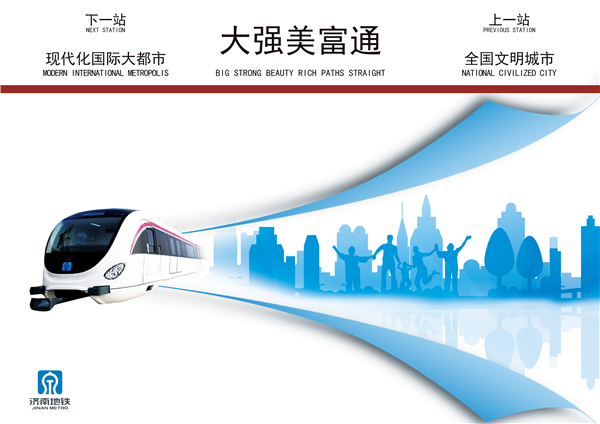 下一站
NEXT STATION
现代化国际大都市
MODERN INTERNATIONAL METROPOLIS
大强美富通
BIG STRONG BEAUTY RICH PATHS STRAIGHT
上一站
PREVIOUS STATION
全国文明城市
NATIONAL CIVILIZED CITY
济南地铁
JINAN METRO